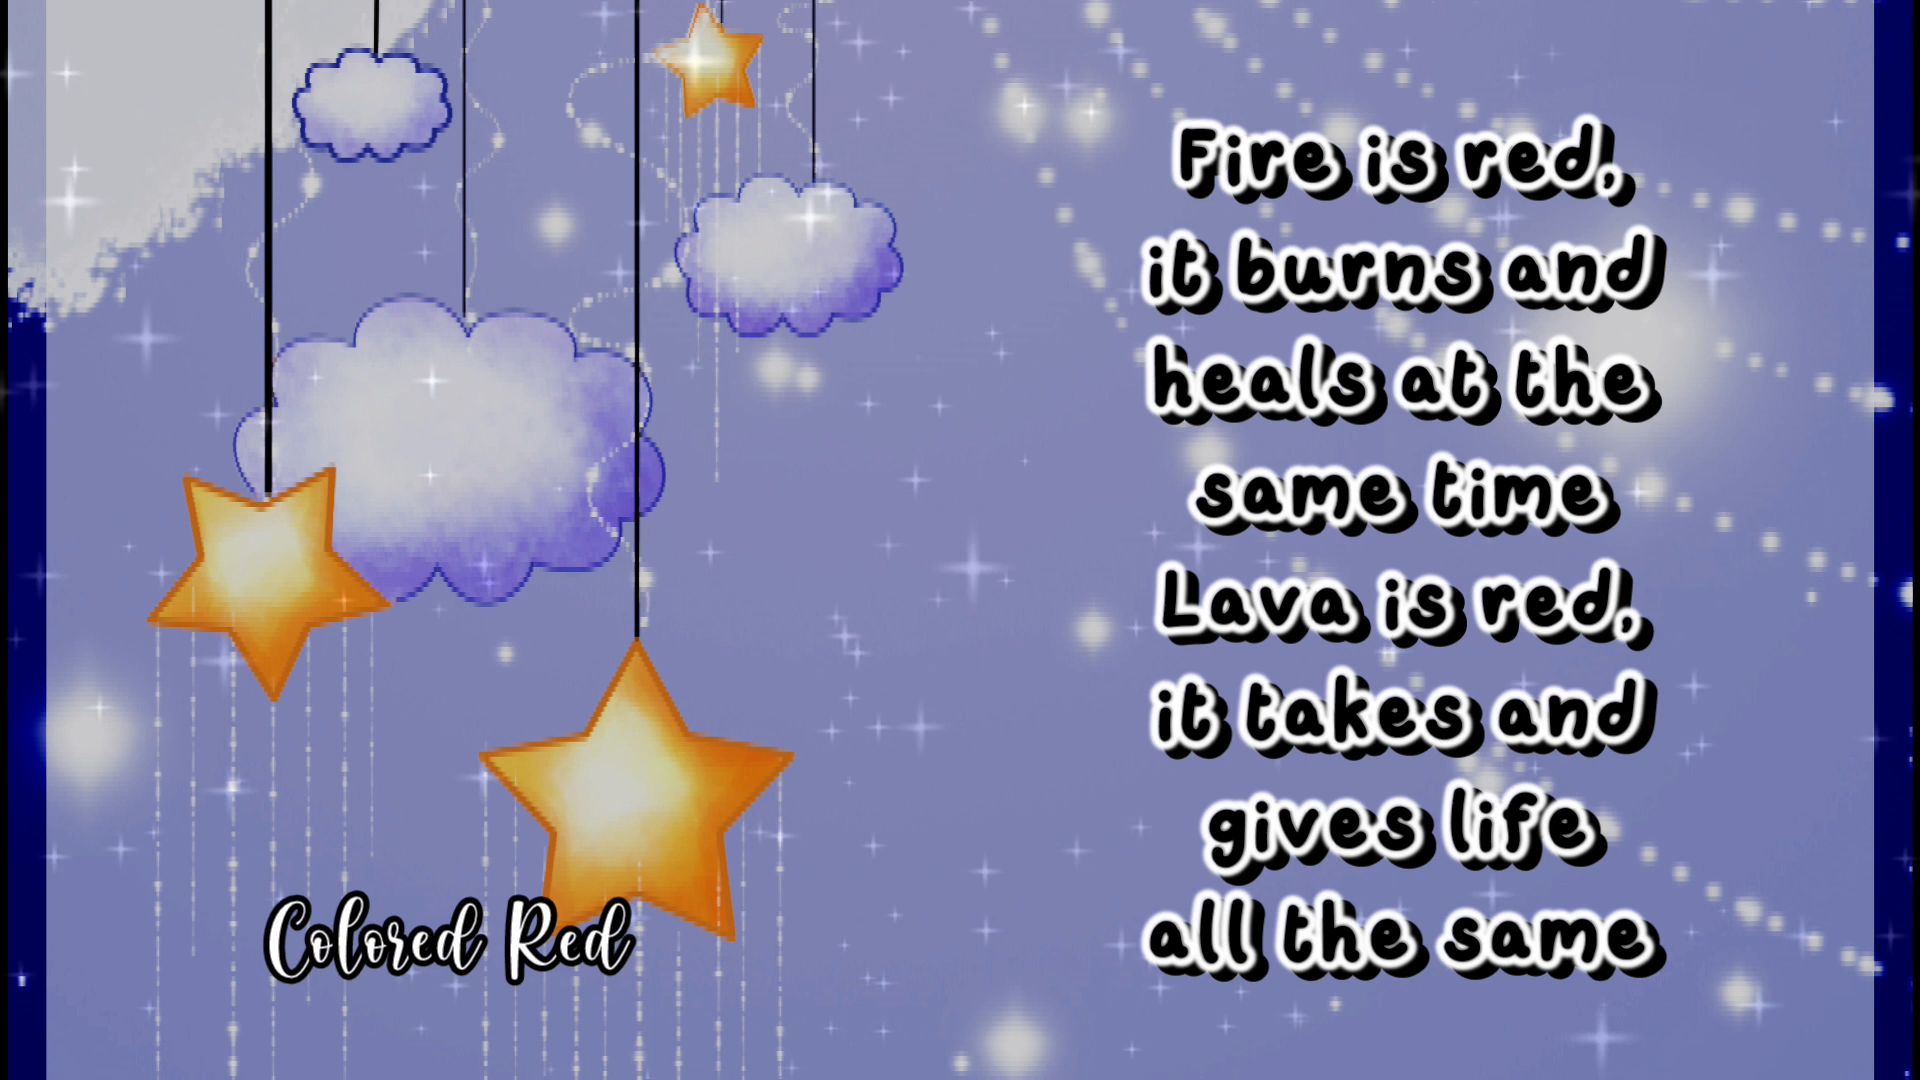 Fire is red,
it burns and
heals at the
same time
Lava is red,
it takes and
gives life
all the same
Colored Red